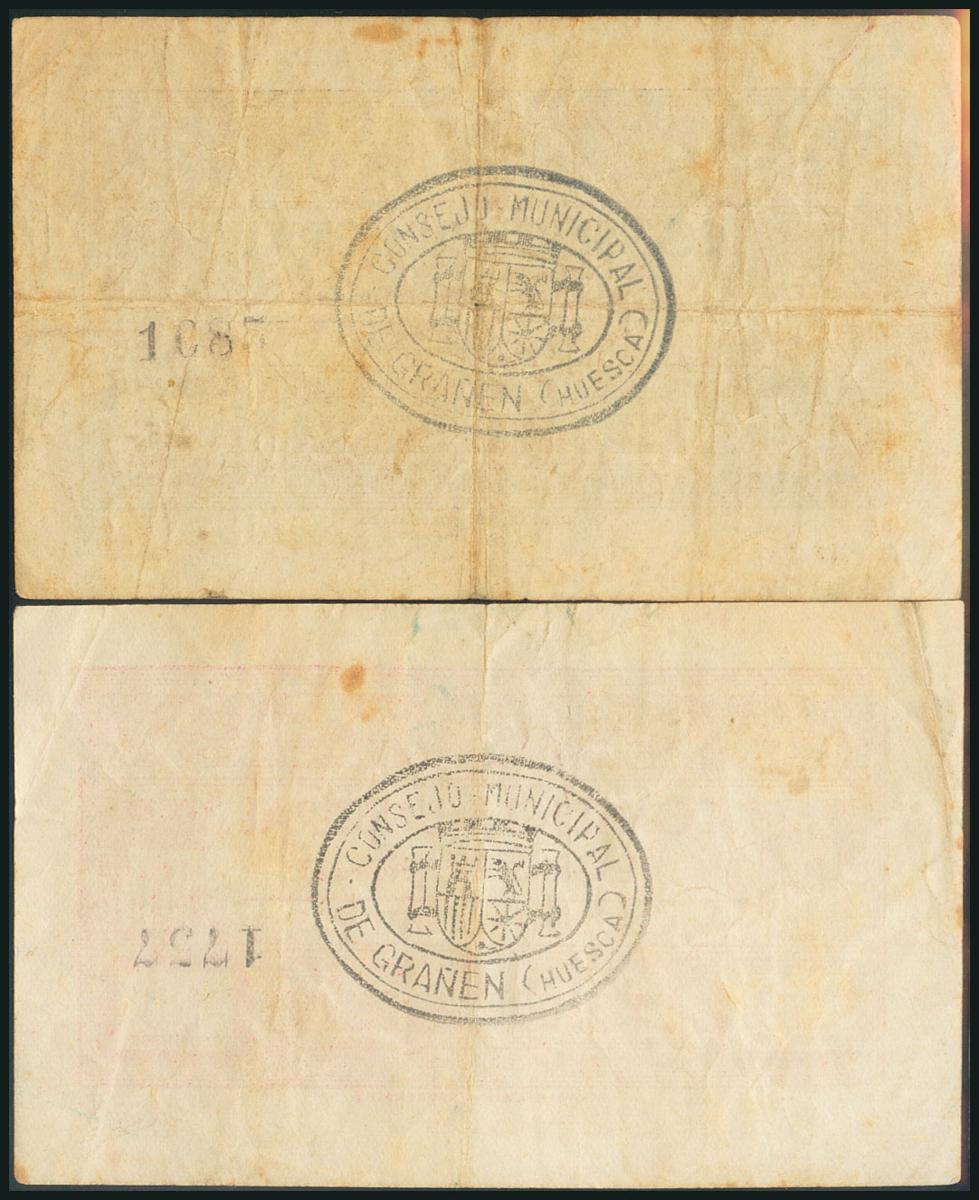 CONSEJO·MUNICIPAL
DE GRAÑEN (HUESCA)
1085
CONSEJO·MUNICIPAL
DE GRAÑEN (HUESCA)